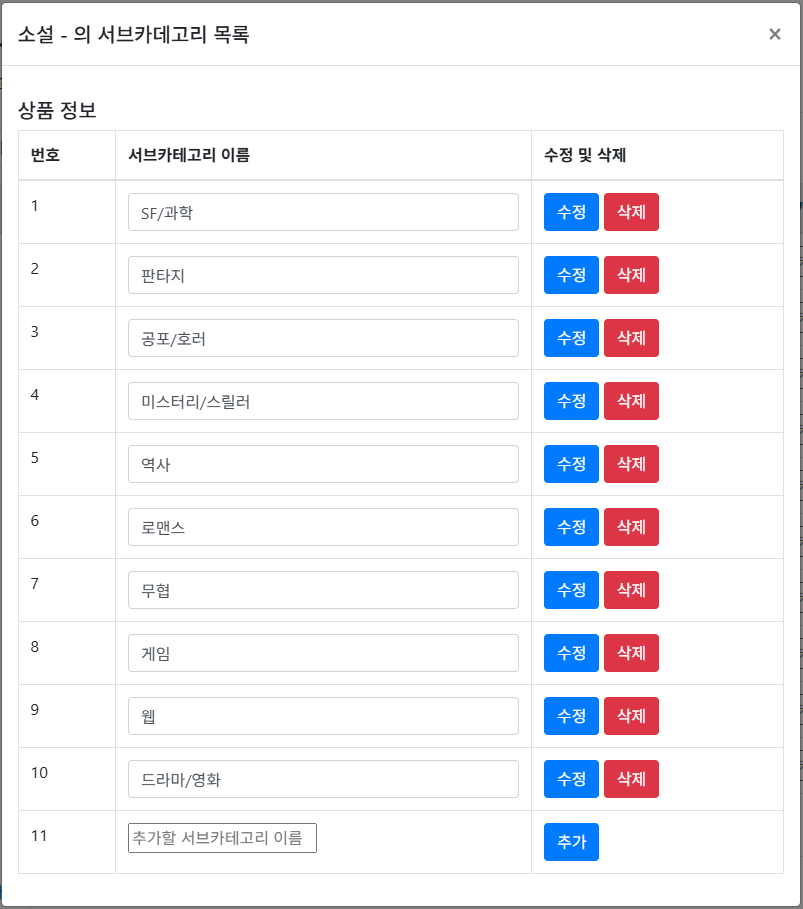 소설 - 의 서브카데고리 목록 ×
상품 정보
번호 서브카테고리 이름 수정 및 삭제
1 SF/과학 수정 삭제
2 판타지 수정 삭제
3 공포/호러 수정 삭제
4 미스터리/스릴러 수정 삭제
5 역사 수정 삭제
6 로맨스 수정 삭제
7 무협 수정 삭제
8 게임 수정 삭제
9 웹 수정 삭제
10 드라마/영화 수정 삭제
11 추가할 서브카테고리 이름 추가